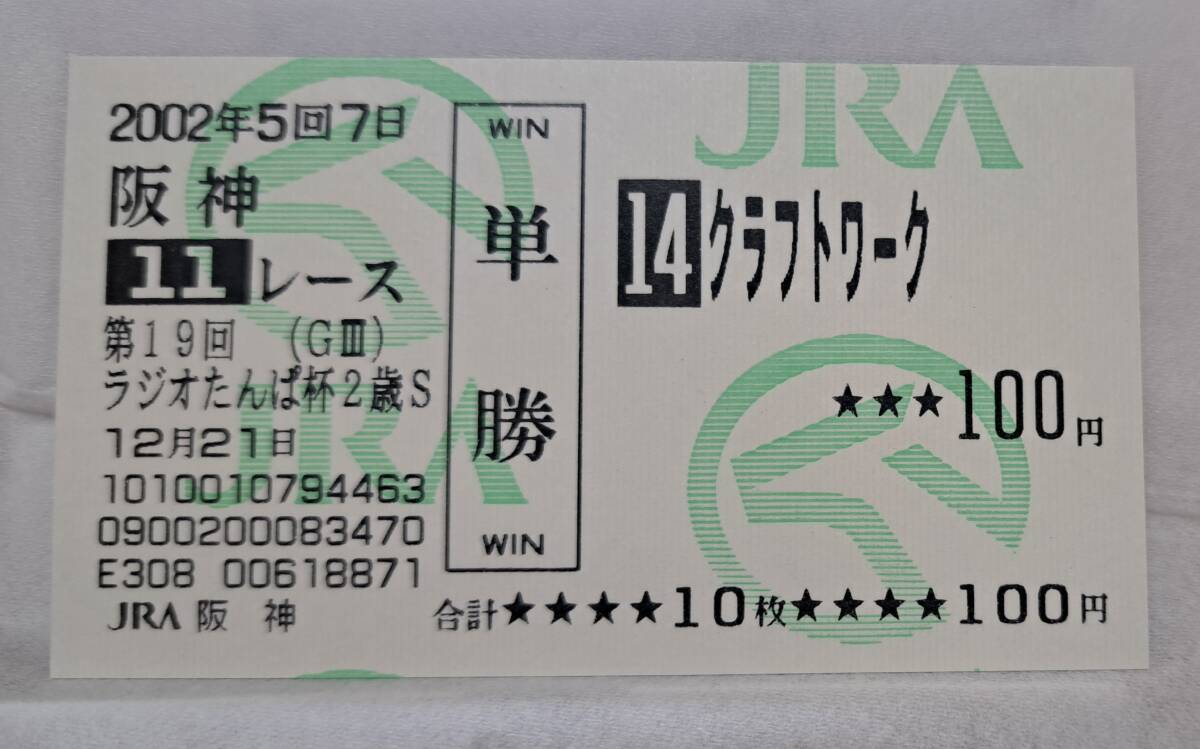 2002年5回7日
阪神
11レース
第19回 (GⅢ)
ラジオたんぱ杯2歳S
12月21日
1010010794463
0900200083470
E308 00618871
JRA 阪 神
WIN
単
勝
WIN
JRA
14 クラフトワーク
★★★100円
合計★★★★10枚★★★★100円
JRA